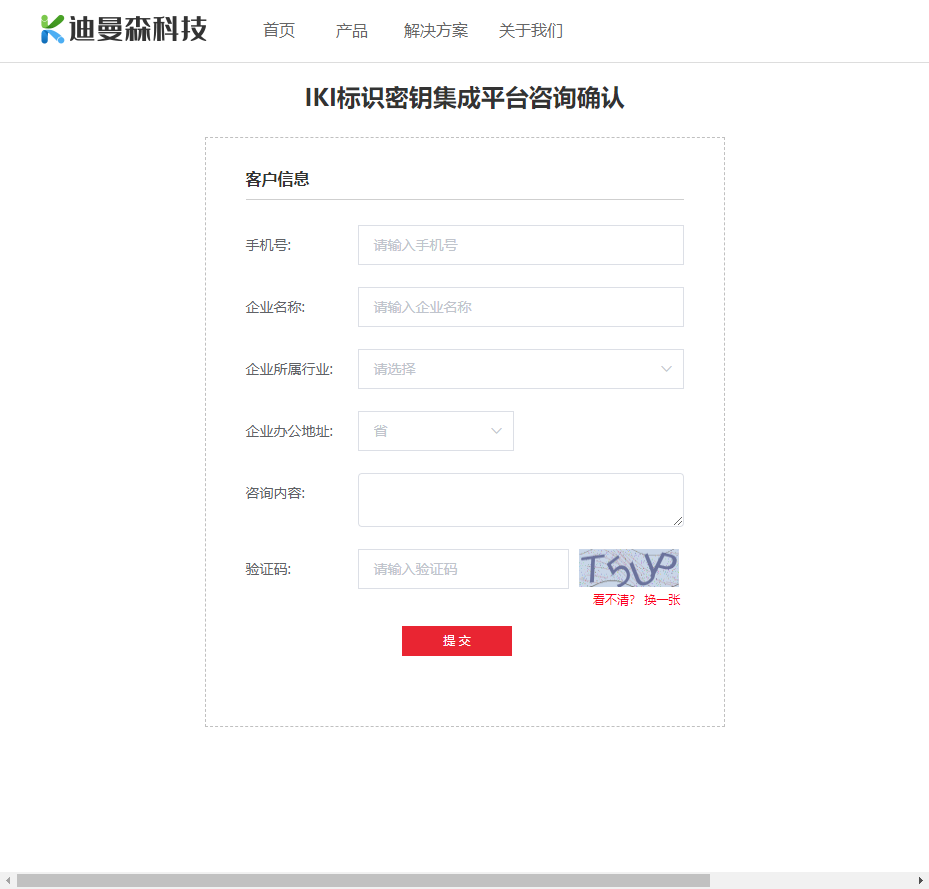 迪曼森科技
首页 产品 解决方案 关于我们
IKI标识密钥集成平台咨询确认
客户信息
手机号: 请输入手机号
企业名称: 请输入企业名称
企业所属行业: 请选择
企业办公地址: 省
咨询内容:
验证码: 请输入验证码 T5UP
看不清? 换一张
提 交